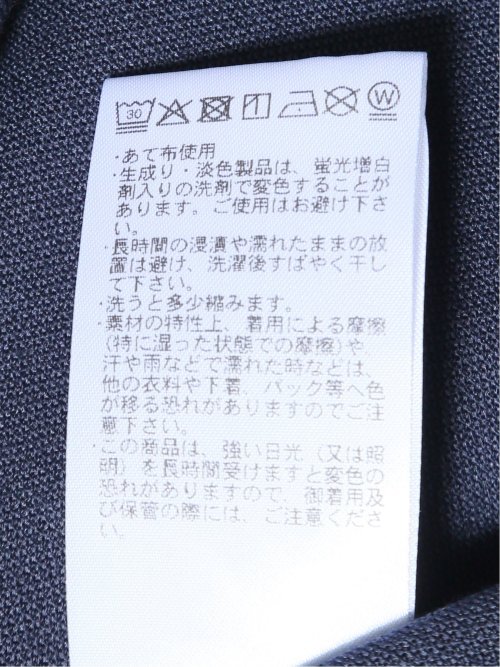 30 W
・あて布使用
・生成り・淡色製品は、蛍光増白
剤入りの洗剤で変色することが
あります。ご使用はお避け下さ
い。
・長時間の浸漬や濡れたままの放
置は避け、洗濯後すばやく干し
て下さい。
・洗うと多少縮みます。
・素材の特性上、着用による摩擦
(特に湿った状態での摩擦)や、
汗や雨などで濡れた時などは、
他の衣料や下着、バック等へ色
が移る恐れがありますのでご注
意下さい。
・この商品は、強い日光(又は照
明)を長時間受けますと変色の
恐れがありますので、御着用及
び保管の際には、ご注意くださ
い。